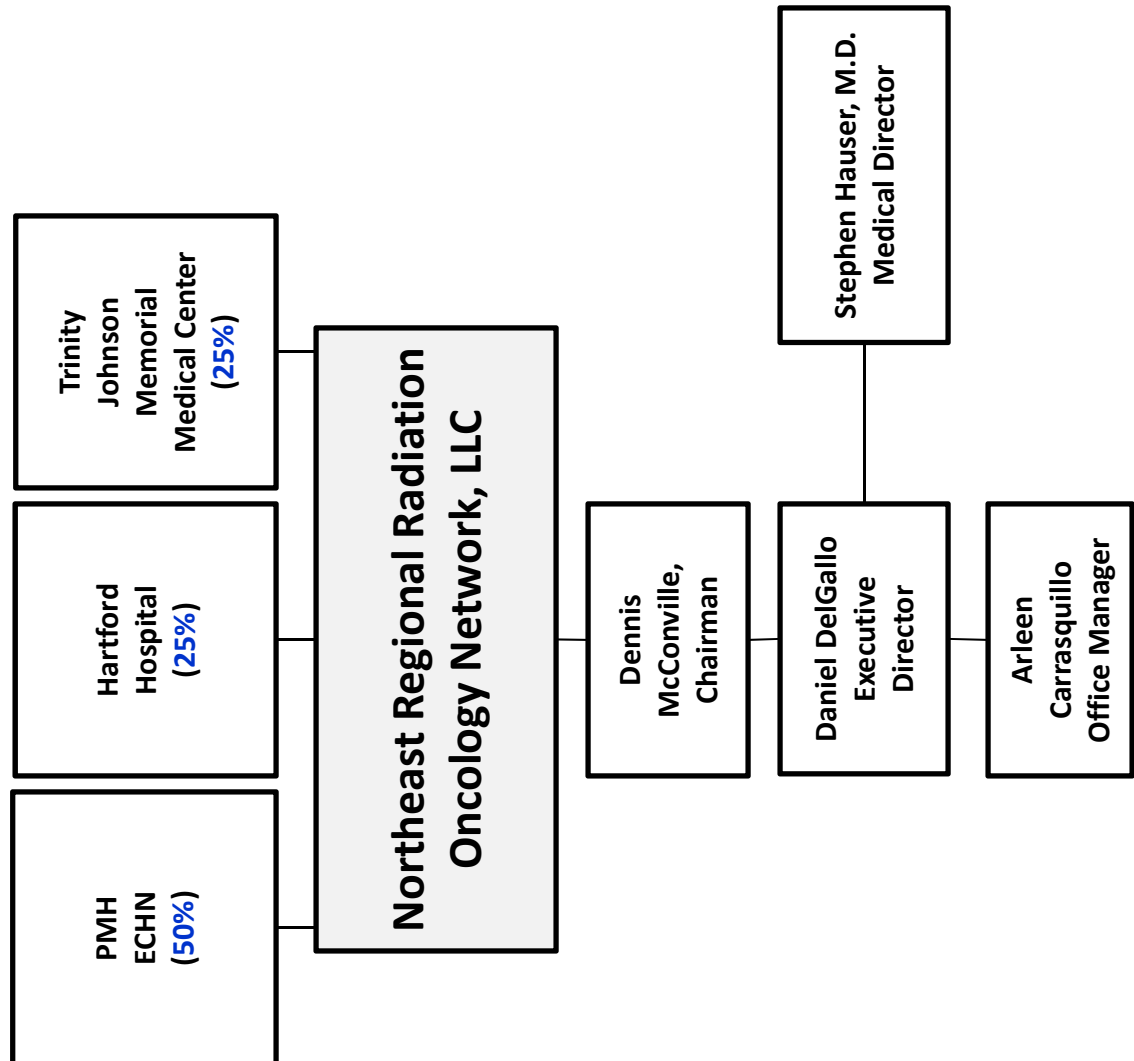 PMH
ECHN
(50%)
Hartford
Hospital
(25%)
Trinity
Johnson
Memorial
Medical Center
(25%)
Northeast Regional Radiation
Oncology Network, LLC
Dennis
McConville,
Chairman
Daniel DelGallo
Executive
Director
Stephen Hauser, M.D.
Medical Director
Arleen
Carrasquillo
Office Manager